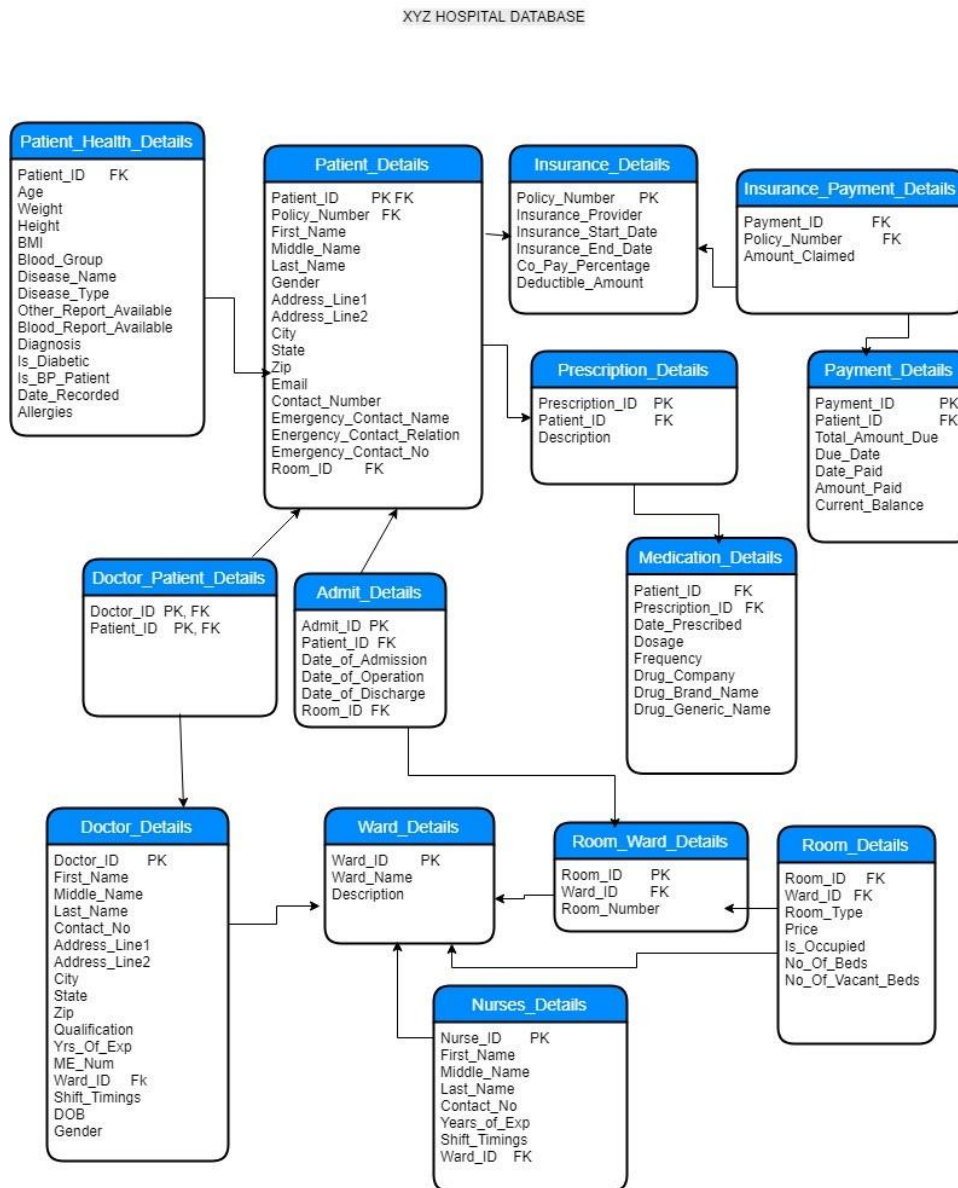 XYZ HOSPITAL DATABASE
Patient_Health_Details
Patient_ID FK
Age
Weight
Height
BMI
Blood_Group
Disease_Name
Disease_Type
Other_Report_Available
Blood_Report_Available
Diagnosis
Is_Diabetic
Is_BP_Patient
Date_Recorded
Allergies
Patient_Details
Patient_ID PK FK
Policy_Number FK
First_Name
Middle_Name
Last_Name
Gender
Address_Line1
Address_Line2
City
State
Zip
Email
Contact_Number
Emergency_Contact_Name
Energency_Contact_Relation
Emergency_Contact_No
Room_ID FK
Insurance_Details
Policy_Number PK
Insurance_Provider
Insurance_Start_Date
Insurance_End_Date
Co_Pay_Percentage
Deductible_Amount
Insurance_Payment_Details
Payment_ID FK
Policy_Number FK
Amount_Claimed
Prescription_Details
Prescription_ID PK
Patient_ID FK
Description
Payment_Details
Payment_ID PK
Patient_ID FK
Total_Amount_Due
Due_Date
Date_Paid
Amount_Paid
Current_Balance
Doctor_Patient_Details
Doctor_ID PK, FK
Patient_ID PK, FK
Admit_Details
Admit_ID PK
Patient_ID FK
Date_of_Admission
Date_of_Operation
Date_of_Discharge
Room_ID FK
Medication_Details
Patient_ID FK
Prescription_ID FK
Date_Prescribed
Dosage
Frequency
Drug_Company
Drug_Brand_Name
Drug_Generic_Name
Doctor_Details
Doctor_ID PK
First_Name
Middle_Name
Last_Name
Contact_No
Address_Line1
Address_Line2
City
State
Zip
Qualification
Yrs_Of_Exp
ME_Num
Ward_ID Fk
Shift_Timings
DOB
Gender
Ward_Details
Ward_ID PK
Ward_Name
Description
Room_Ward_Details
Room_ID PK
Ward_ID FK
Room_Number
Room_Details
Room_ID FK
Ward_ID FK
Room_Type
Price
Is_Occupied
No_Of_Beds
No_Of_Vacant_Beds
Nurses_Details
Nurse_ID PK
First_Name
Middle_Name
Last_Name
Contact_No
Years_of_Exp
Shift_Timings
Ward_ID FK